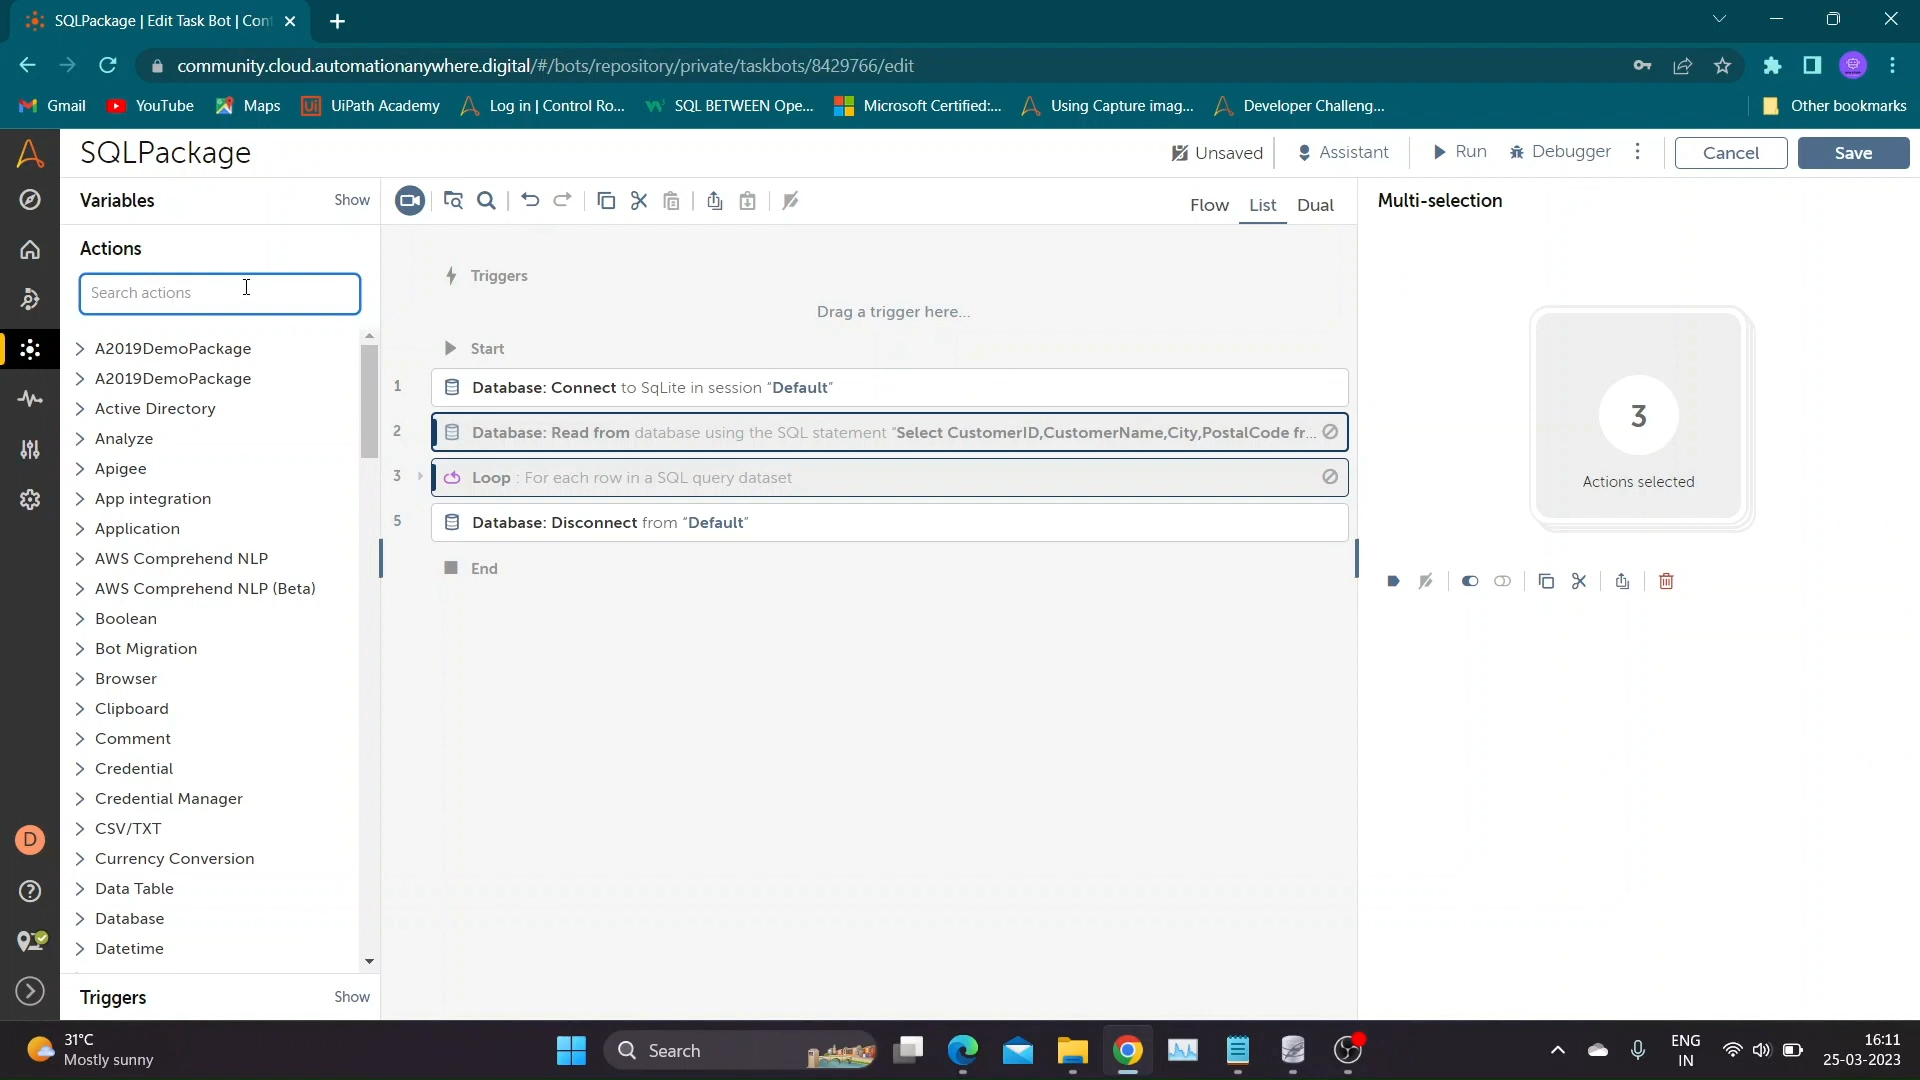 SQLPackage | Edit Task Bot | Con
community.cloud.automationanywhere.digital/#/bots/repository/private/taskbots/8429766/edit
Gmail YouTube Maps UiPath Academy Log in | Control Ro... SQL BETWEEN Ope... Microsoft Certified:... Using Capture imag... Developer Challeng... Other bookmarks
SQLPackage
Unsaved Assistant Run Debugger Cancel Save
Variables Show
Flow List Dual
Multi-selection
Actions
Search actions
A2019DemoPackage
A2019DemoPackage
Active Directory
Analyze
Apigee
App integration
Application
AWS Comprehend NLP
AWS Comprehend NLP (Beta)
Boolean
Bot Migration
Browser
Clipboard
Comment
Credential
Credential Manager
CSV/TXT
Currency Conversion
Data Table
Database
Datetime
Triggers Show
Triggers
Drag a trigger here...
Start
1 Database: Connect to SqLite in session "Default"
2 Database: Read from database using the SQL statement "Select CustomerID,CustomerName,City,PostalCode fr...
3 Loop : For each row in a SQL query dataset
5 Database: Disconnect from "Default"
End
3
Actions selected
D
31°C
Mostly sunny
Search
ENG
IN
16:11
25-03-2023